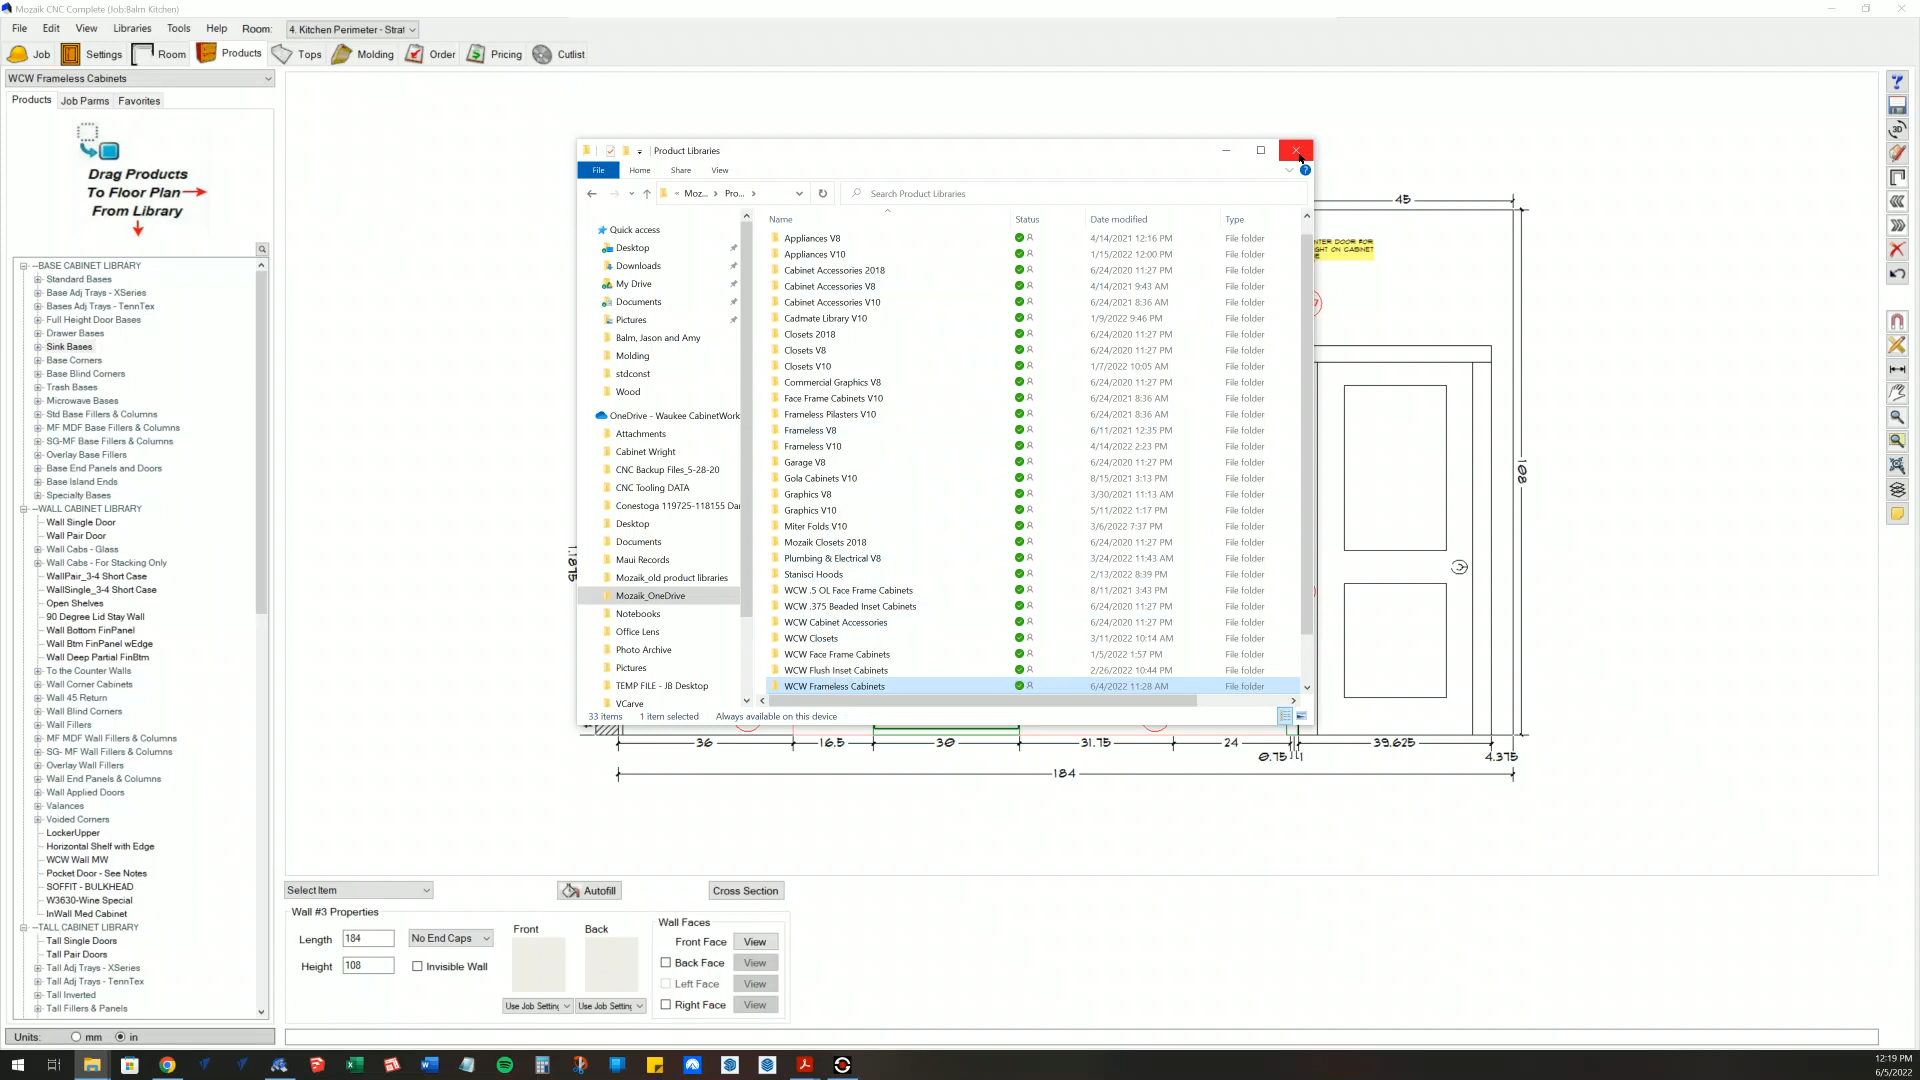 Mozaik CNC Complete (Job:Balm Kitchen)
File Edit View Libraries Tools Help Room: 4. Kitchen Perimeter - Strat
Job Settings Room Products Tops Molding Order Pricing Cutlist
WCW Frameless Cabinets
Products Job Parms Favorites
Drag Products
To Floor Plan
From Library
--BASE CABINET LIBRARY
Standard Bases
Base Adj Trays - XSeries
Bases Adj Trays - TennTex
Full Height Door Bases
Drawer Bases
Sink Bases
Base Corners
Base Blind Corners
Trash Bases
Microwave Bases
Std Base Fillers & Columns
MF MDF Base Fillers & Columns
SG-MF Base Fillers & Columns
Overlay Base Fillers
Base End Panels and Doors
Base Island Ends
Specialty Bases
--WALL CABINET LIBRARY
Wall Single Door
Wall Pair Door
Wall Cabs - Glass
Wall Cabs - For Stacking Only
WallPair_3-4 Short Case
WallSingle_3-4 Short Case
Open Shelves
90 Degree Lid Stay Wall
Wall Bottom FinPanel
Wall Btm FinPanel wEdge
Wall Deep Partial FinBtm
To the Counter Walls
Wall Corner Cabinets
Wall 45 Return
Wall Blind Corners
Wall Fillers
MF MDF Wall Fillers & Columns
SG- MF Wall Fillers & Columns
Overlay Wall Fillers
Wall End Panels & Columns
Wall Applied Doors
Valances
Voided Corners
LockerUpper
Horizontal Shelf with Edge
WCW Wall MW
Pocket Door - See Notes
SOFFIT - BULKHEAD
W3630-Wine Special
InWall Med Cabinet
--TALL CABINET LIBRARY
Tall Single Doors
Tall Pair Doors
Tall Adj Trays - XSeries
Tall Adj Trays - TennTex
Tall Inverted
Tall Fillers & Panels
Units: mm in
Product Libraries
File Home Share View
« Moz... > Pro... >
Search Product Libraries
Quick access
Desktop
Downloads
My Drive
Documents
Pictures
Balm, Jason and Amy
Molding
stdconst
Wood
OneDrive - Waukee CabinetWork
Attachments
Cabinet Wright
CNC Backup Files_5-28-20
CNC Tooling DATA
Conestoga 119725-118155 Dar
Desktop
Documents
Maui Records
Mozaik_old product libraries
Mozaik_OneDrive
Notebooks
Office Lens
Photo Archive
Pictures
TEMP FILE - JB Desktop
VCarve
Name Status Date modified Type
Appliances V8 4/14/2021 12:16 PM File folder
Appliances V10 1/15/2022 12:00 PM File folder
Cabinet Accessories 2018 6/24/2020 11:27 PM File folder
Cabinet Accessories V8 4/14/2021 9:43 AM File folder
Cabinet Accessories V10 6/24/2021 8:36 AM File folder
Cadmate Library V10 1/9/2022 9:46 PM File folder
Closets 2018 6/24/2020 11:27 PM File folder
Closets V8 6/24/2020 11:27 PM File folder
Closets V10 1/7/2022 10:05 AM File folder
Commercial Graphics V8 6/24/2020 11:27 PM File folder
Face Frame Cabinets V10 6/24/2021 8:36 AM File folder
Frameless Pilasters V10 6/24/2021 8:36 AM File folder
Frameless V8 6/11/2021 12:35 PM File folder
Frameless V10 4/14/2022 2:23 PM File folder
Garage V8 6/24/2020 11:27 PM File folder
Gola Cabinets V10 8/15/2021 3:13 PM File folder
Graphics V8 3/30/2021 11:13 AM File folder
Graphics V10 5/11/2022 1:17 PM File folder
Miter Folds V10 3/6/2022 7:37 PM File folder
Mozaik Closets 2018 6/24/2020 11:27 PM File folder
Plumbing & Electrical V8 3/24/2022 11:43 AM File folder
Stanisci Hoods 2/13/2022 8:39 PM File folder
WCW .5 OL Face Frame Cabinets 8/11/2021 3:43 PM File folder
WCW .375 Beaded Inset Cabinets 6/24/2020 11:27 PM File folder
WCW Cabinet Accessories 6/24/2020 11:27 PM File folder
WCW Closets 3/11/2022 10:14 AM File folder
WCW Face Frame Cabinets 1/5/2022 1:57 PM File folder
WCW Flush Inset Cabinets 2/26/2022 10:44 PM File folder
WCW Frameless Cabinets 6/4/2022 11:28 AM File folder
33 items 1 item selected Always available on this device
45
NTER DOOR FOR
GHT ON CABINET
108
1.1875
36 16.5 30 31.75 24 39.625
0.75 1 4.375
184
Select Item Autofill Cross Section
Wall #3 Properties
Length 184 No End Caps
Height 108 Invisible Wall
Front Back
Use Job Setting Use Job Setting
Wall Faces
Front Face View
Back Face View
Left Face View
Right Face View
12:19 PM
6/5/2022